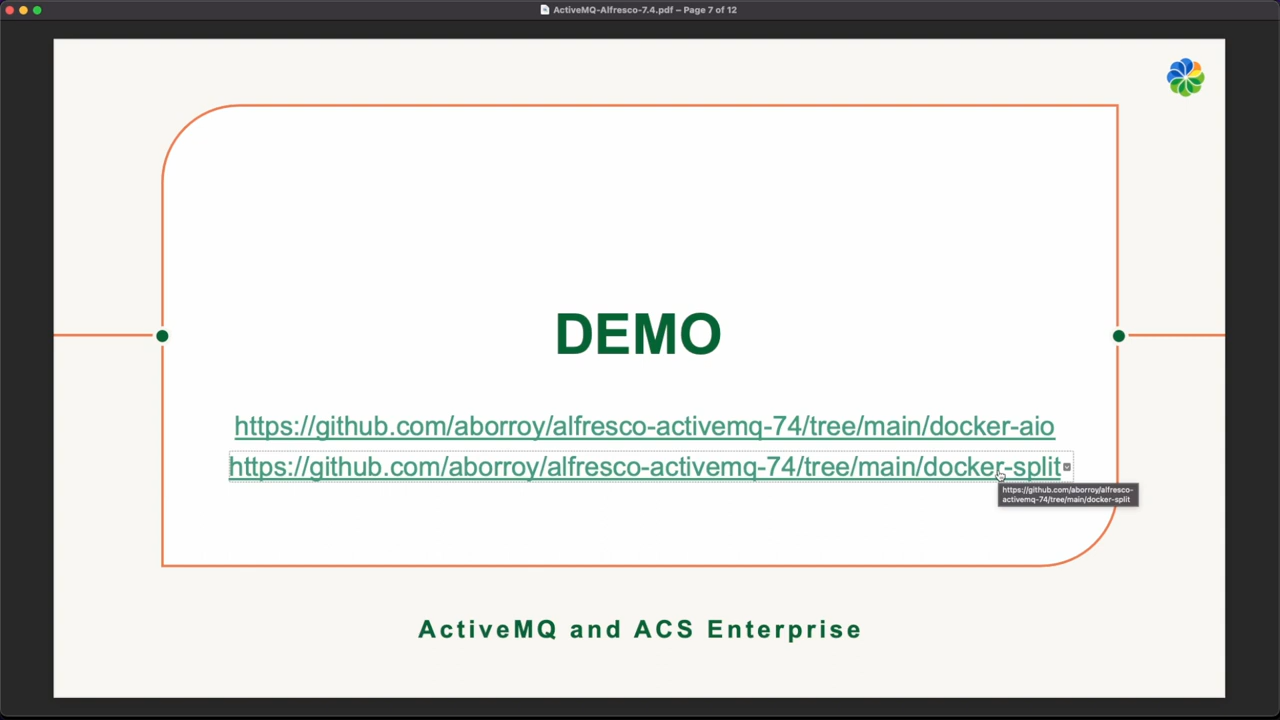 ActiveMQ-Alfresco-7.4.pdf – Page 7 of 12
DEMO
https://github.com/aborroy/alfresco-activemq-74/tree/main/docker-aio
https://github.com/aborroy/alfresco-activemq-74/tree/main/docker-split
https://github.com/aborroy/alfresco-
activemq-74/tree/main/docker-split
ActiveMQ and ACS Enterprise